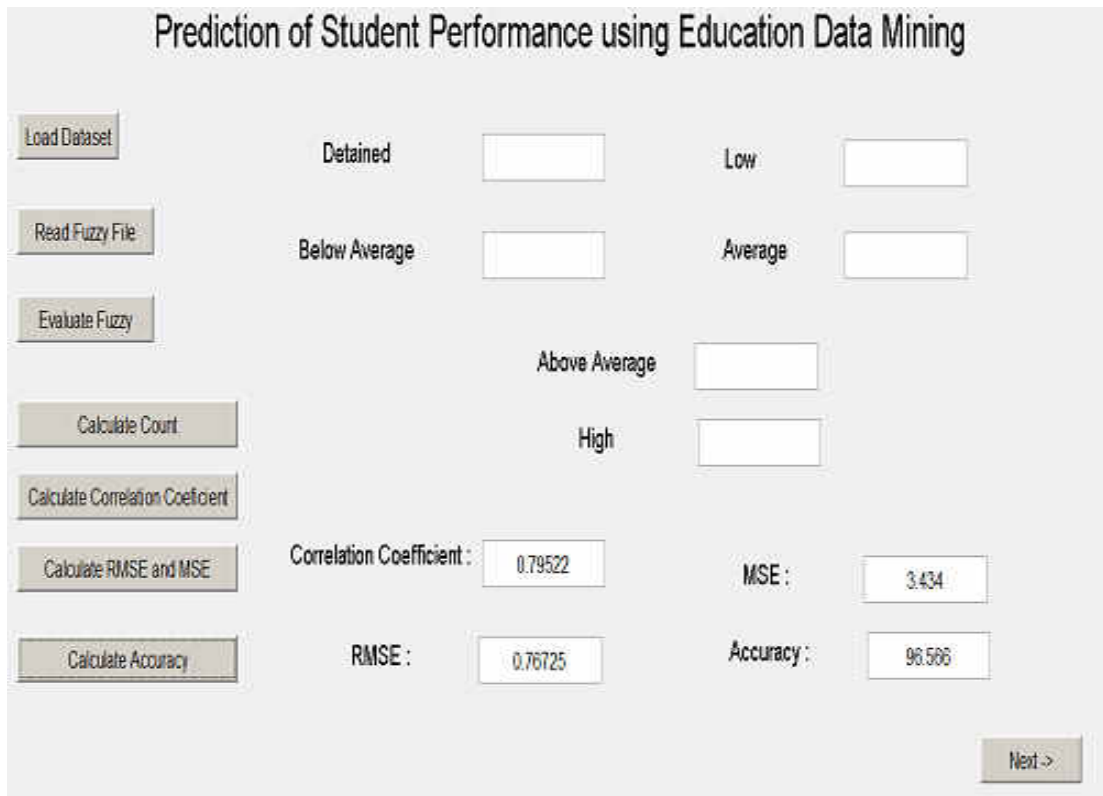 Prediction of Student Performance using Education Data Mining
Load Dataset
Detained
Low
Read Fuzzy File
Below Average
Average
Evaluate Fuzzy
Above Average
Calculate Count
High
Calculate Correlation Coeficient
Correlation Coefficient : 0.79522
Calculate RMSE and MSE
MSE : 3.434
Calculate Accuracy
RMSE : 0.76725
Accuracy : 96.566
Next ->